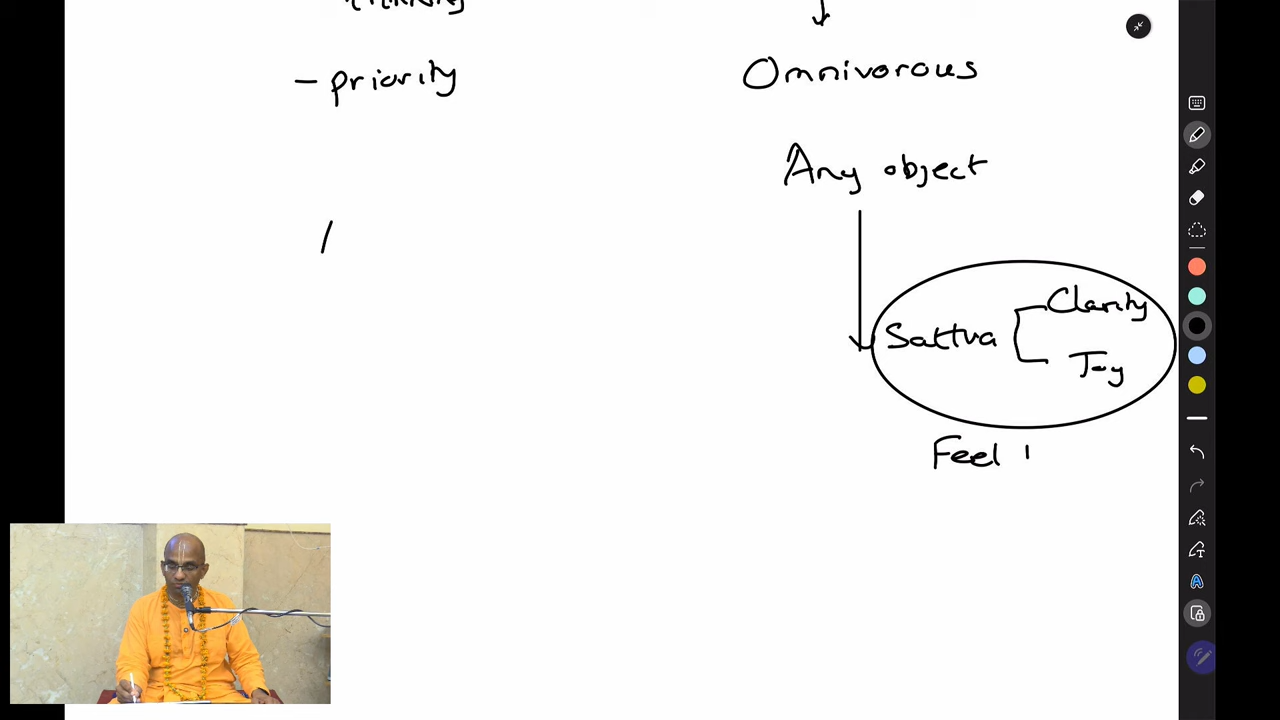 - priority
Omnivorous
Any object
Sattva
Clarity
Joy
Feel